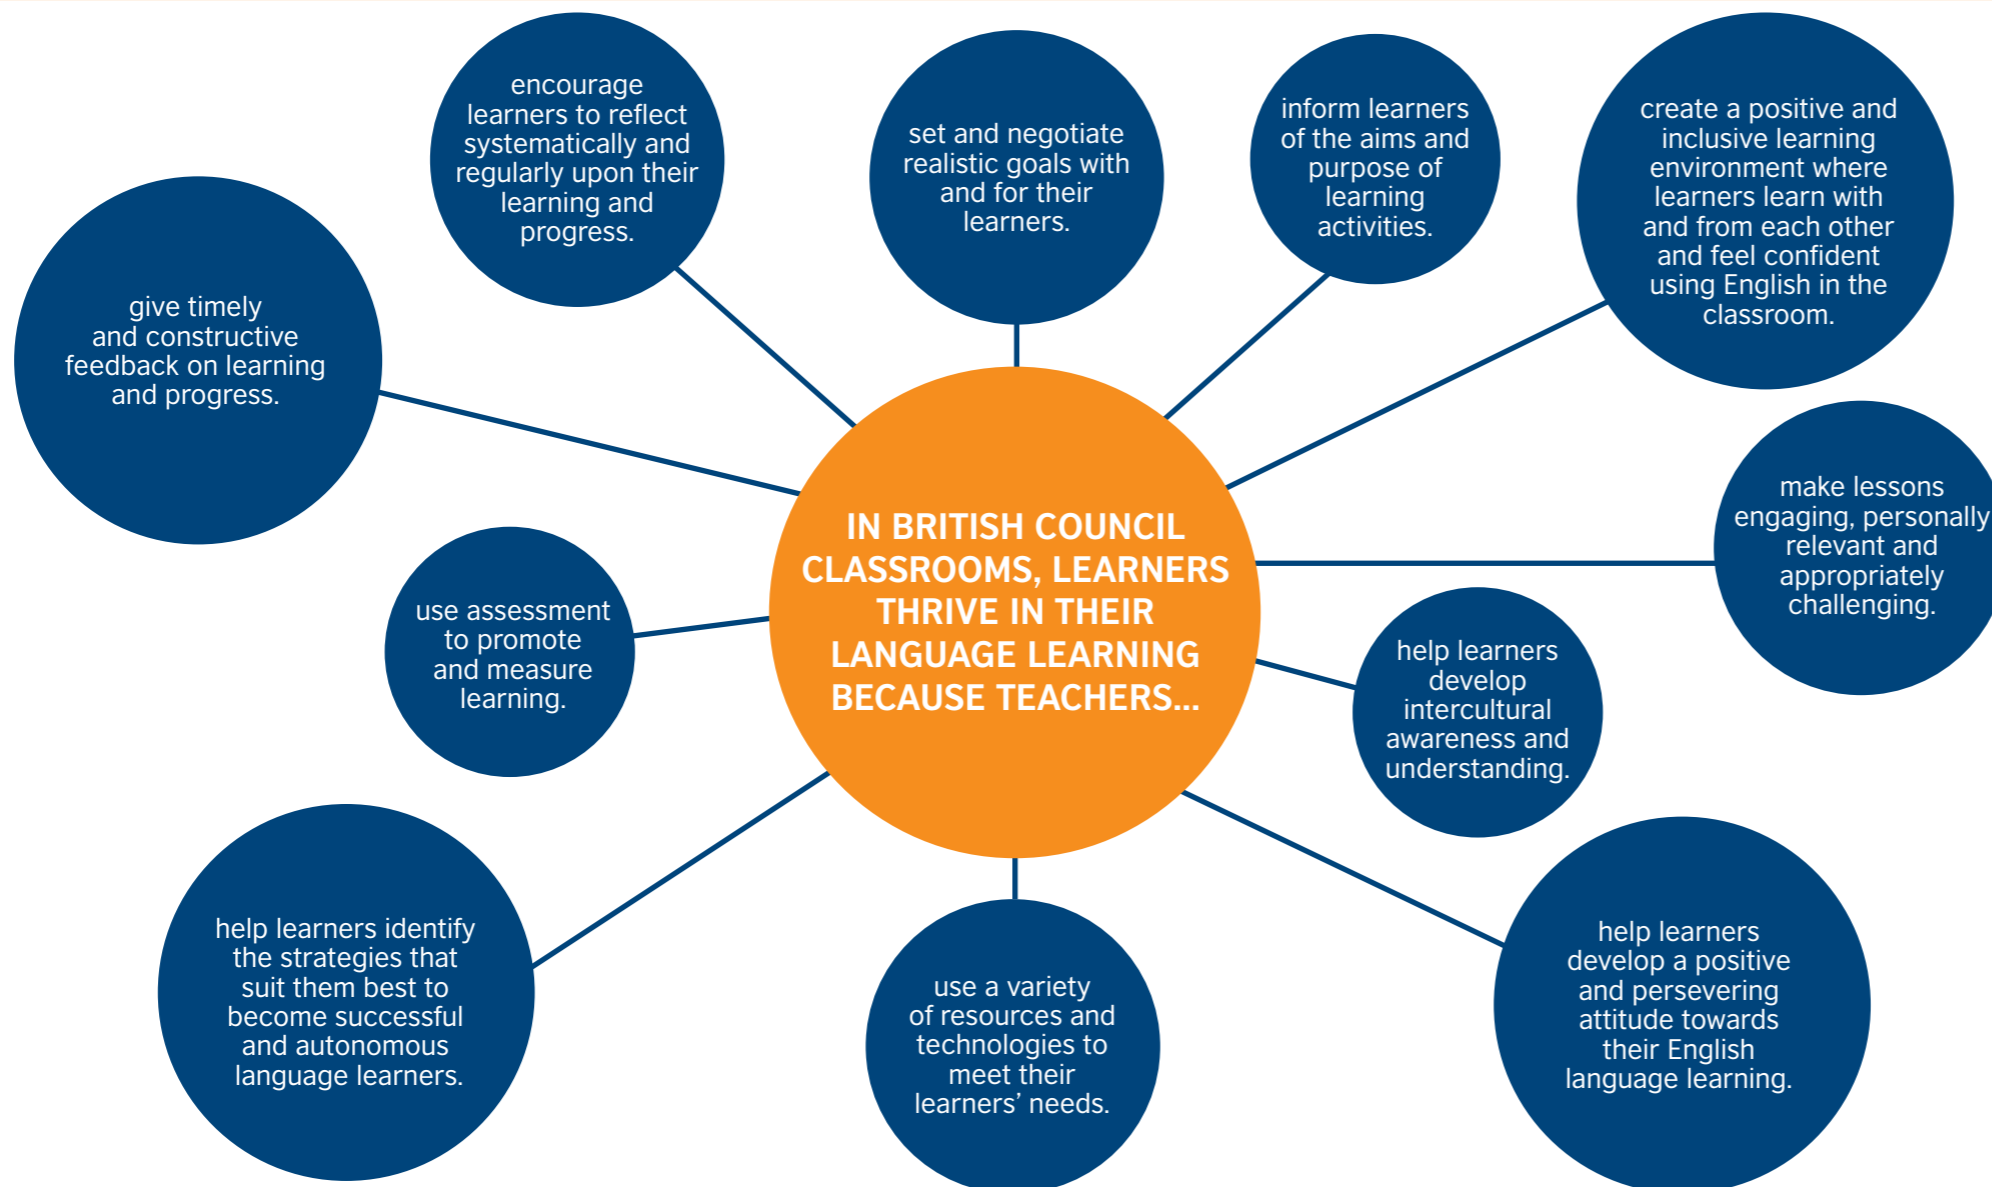 encourage
learners to reflect
systematically and
regularly upon their
learning and
progress.
set and negotiate
realistic goals with
and for their
learners.
inform learners
of the aims and
purpose of
learning
activities.
create a positive and
inclusive learning
environment where
learners learn with
and from each other
and feel confident
using English in the
classroom.
give timely
and constructive
feedback on learning
and progress.
IN BRITISH COUNCIL
CLASSROOMS, LEARNERS
THRIVE IN THEIR
LANGUAGE LEARNING
BECAUSE TEACHERS...
make lessons
engaging, personally
relevant and
appropriately
challenging.
use assessment
to promote
and measure
learning.
help learners
develop
intercultural
awareness and
understanding.
help learners identify
the strategies that
suit them best to
become successful
and autonomous
language learners.
use a variety
of resources and
technologies to
meet their
learners’ needs.
help learners
develop a positive
and persevering
attitude towards
their English
language learning.